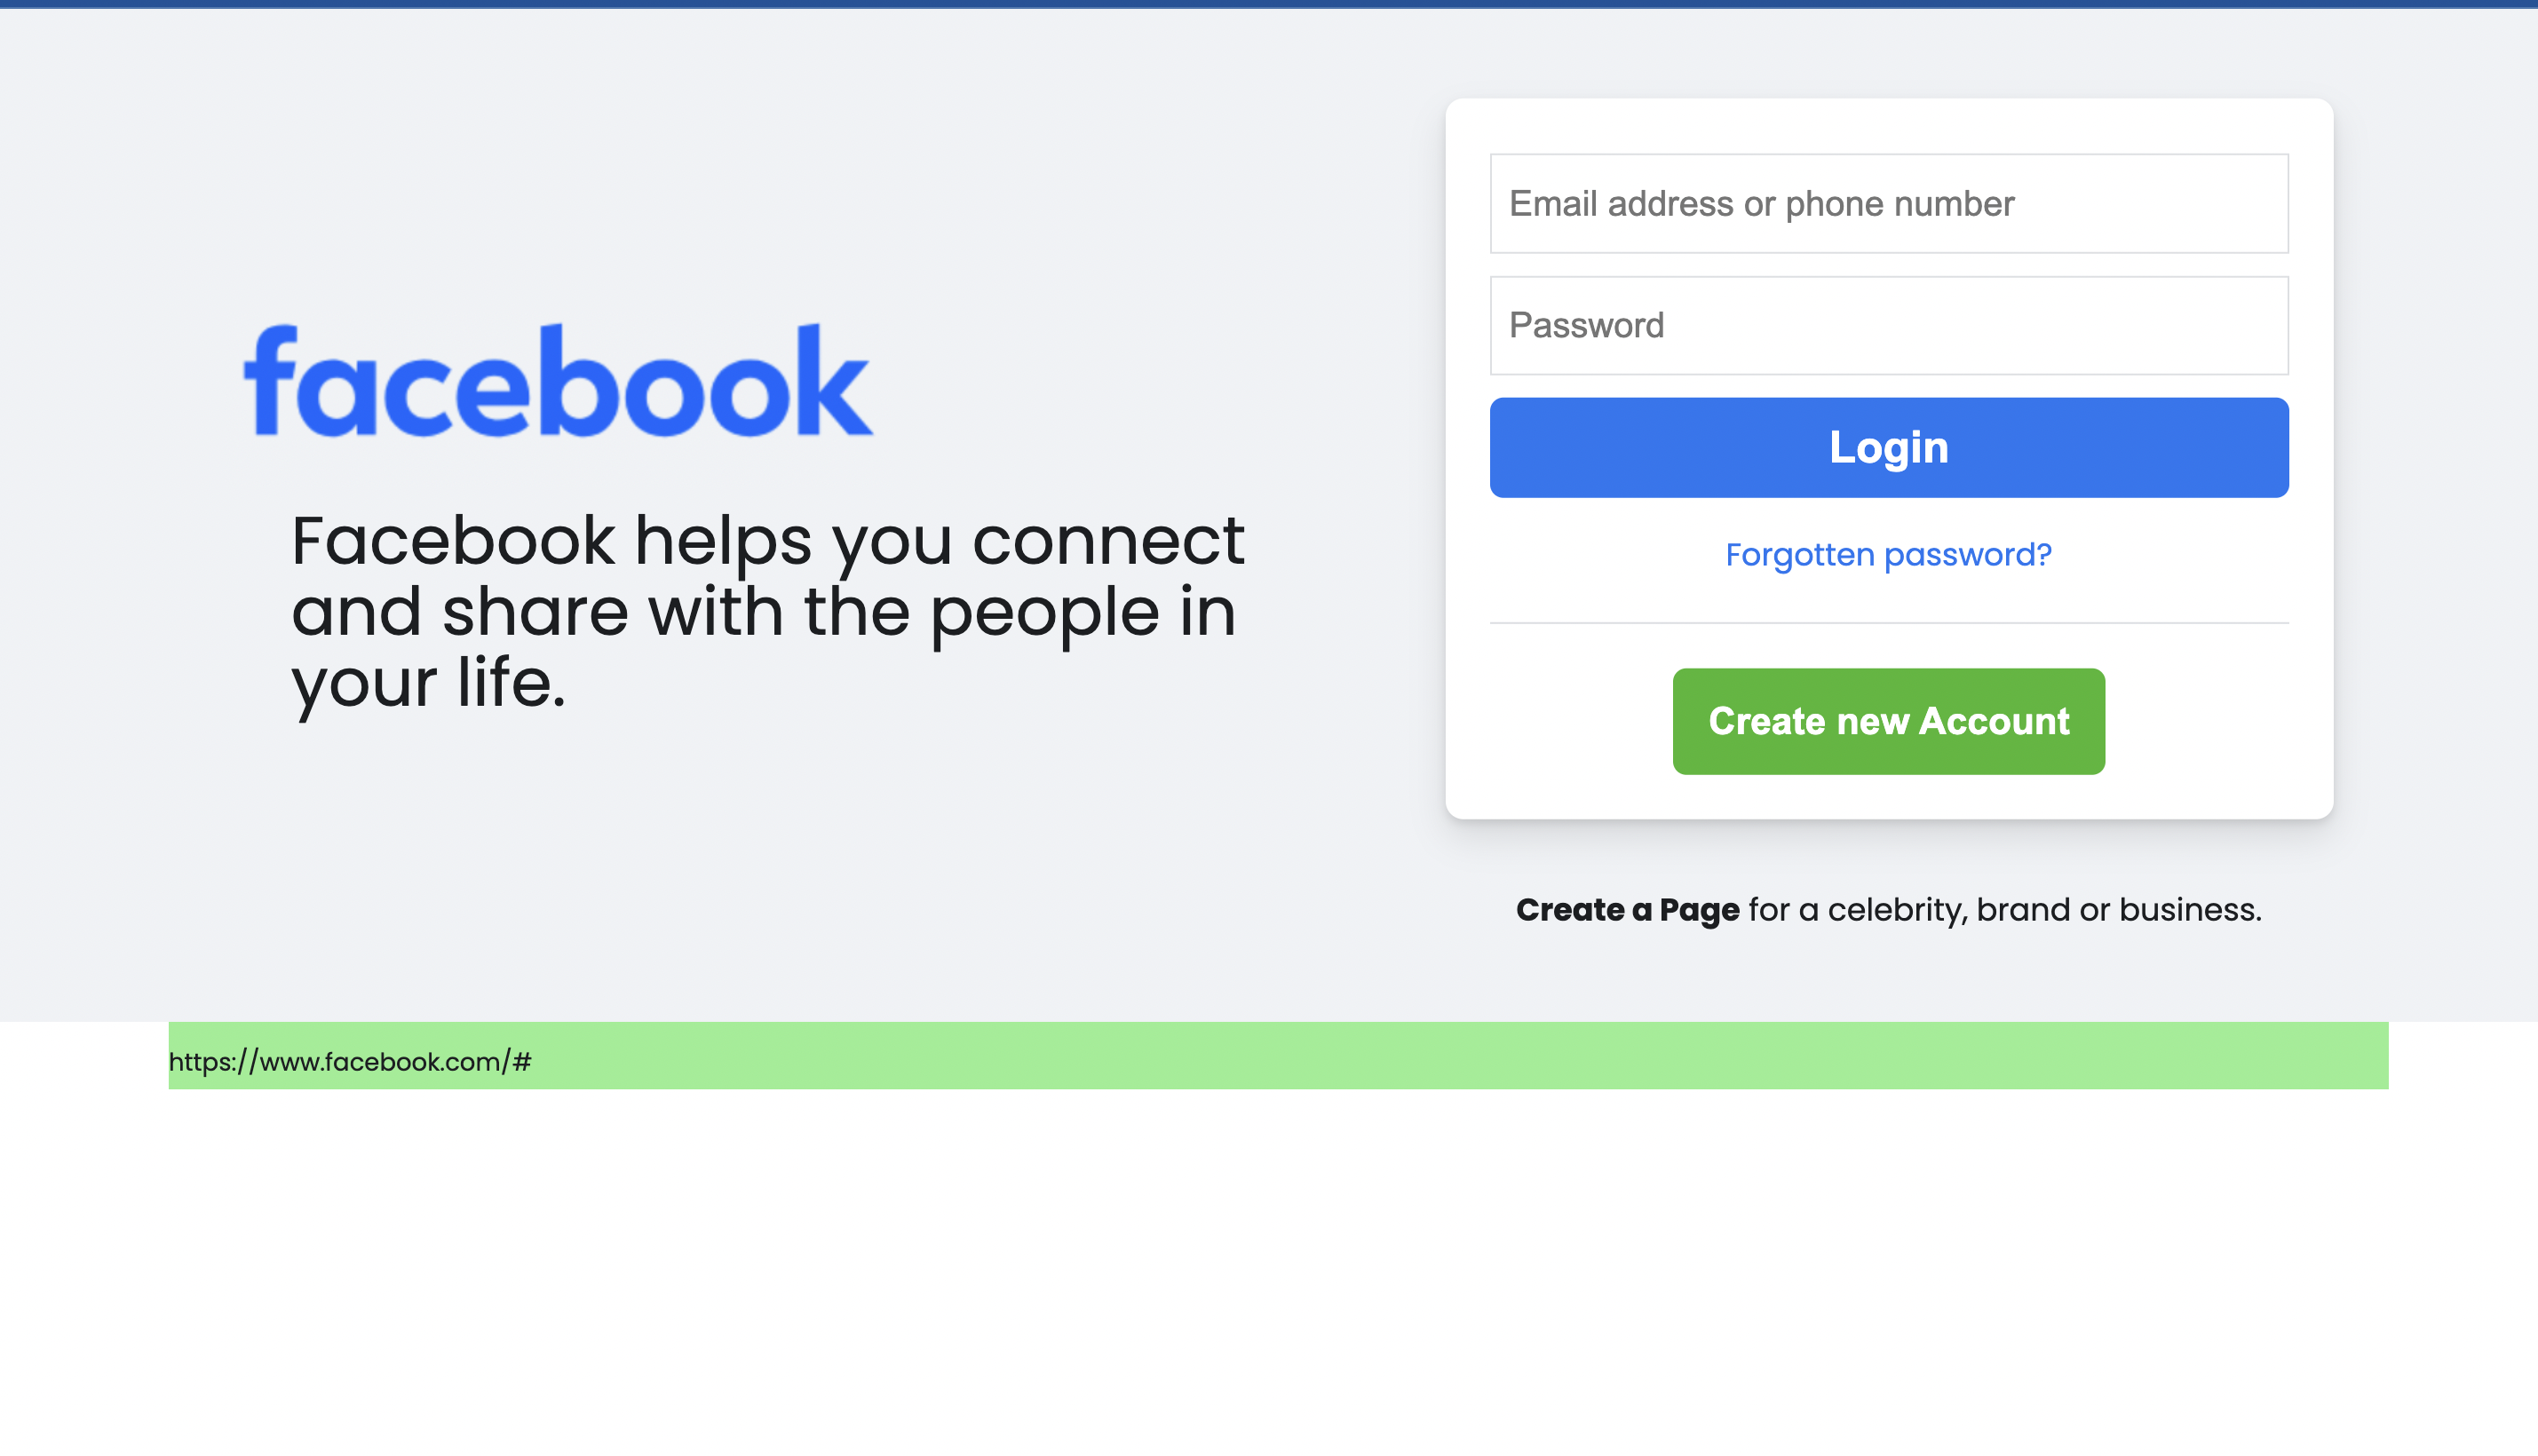 facebook
Facebook helps you connect
and share with the people in
your life.
Email address or phone number
Password
Login
Forgotten password?
Create new Account
Create a Page for a celebrity, brand or business.
https://www.facebook.com/#